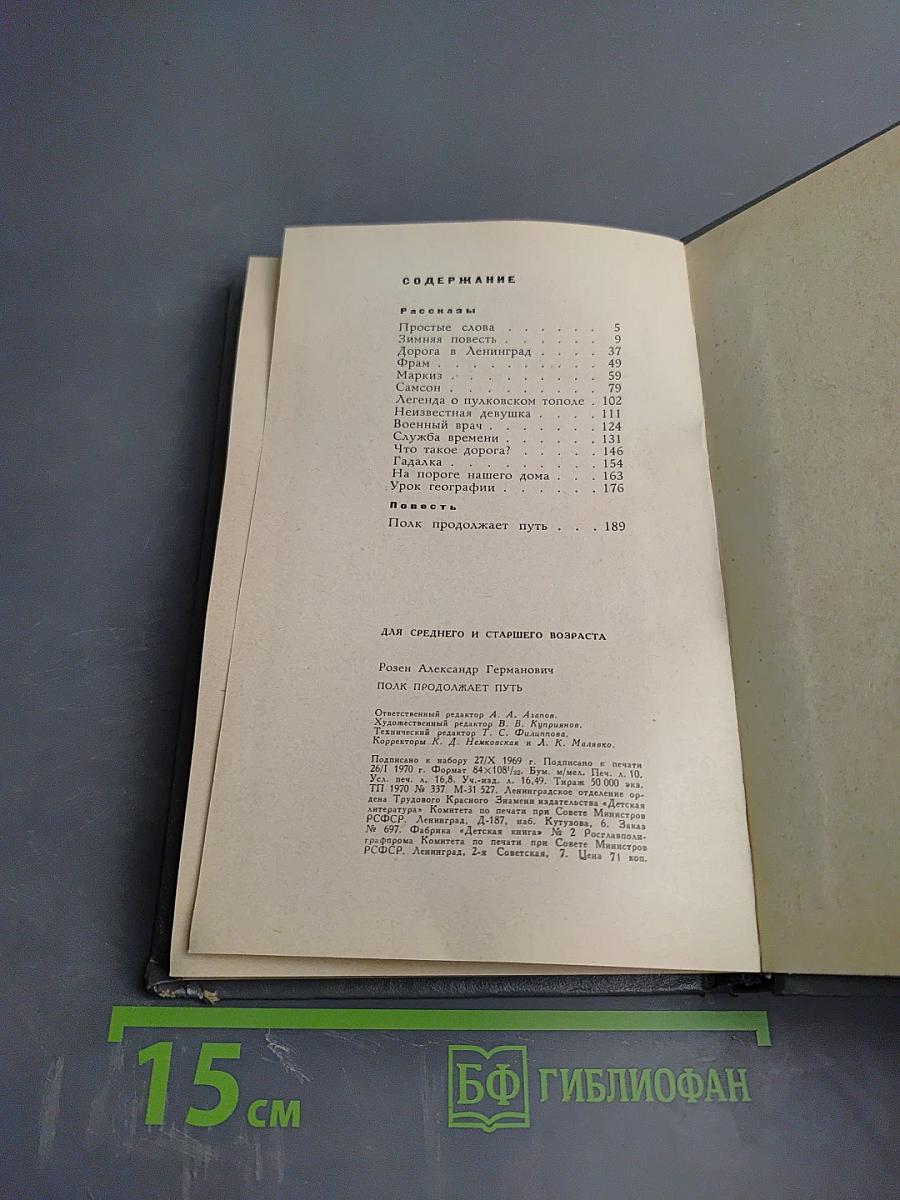 СОДЕРЖАНИЕ
Рассказы
Простые слова . . . . . . 5
Зимняя повесть . . . . . . 9
Дорога в Ленинград . . . . 37
Фрам . . . . . . . . . . 49
Маркиз . . . . . . . . . 59
Самсон . . . . . . . . . 79
Легенда о пулковском тополе . 102
Неизвестная девушка . . . . 111
Военный врач . . . . . . . 124
Служба времени . . . . . . 131
Что такое дорога? . . . . . 146
Гадалка . . . . . . . . . 154
На пороге нашего дома . . . 163
Урок географии . . . . . . 176
Повесть
Полк продолжает путь . . . 189
ДЛЯ СРЕДНЕГО И СТАРШЕГО ВОЗРАСТА
Розен Александр Германович
ПОЛК ПРОДОЛЖАЕТ ПУТЬ
Ответственный редактор А. А. Агапов.
Художественный редактор В. В. Куприянов.
Технический редактор Т. С. Филиппова.
Корректоры К. Д. Немковская и Л. К. Малявко.
Подписано к набору 27/X 1969 г. Подписано к печати
26/I 1970 г. Формат 84×108¹/₃₂. Бум. м/мел. Печ. л. 10.
Усл. печ. л. 16,8. Уч.-изд. л. 16,49. Тираж 50 000 экз.
ТП 1970 № 337. М-31 527. Ленинградское отделение ор-
дена Трудового Красного Знамени издательства «Детская
литература» Комитета по печати при Совете Министров
РСФСР. Ленинград, Д-187, наб. Кутузова, 6. Заказ
№ 697. Фабрика «Детская книга» № 2 Росглавполи-
графпрома Комитета по печати при Совете Министров
РСФСР. Ленинград, 2-я Советская, 7. Цена 71 коп.
15 см
БФ ГИБЛИОФАН